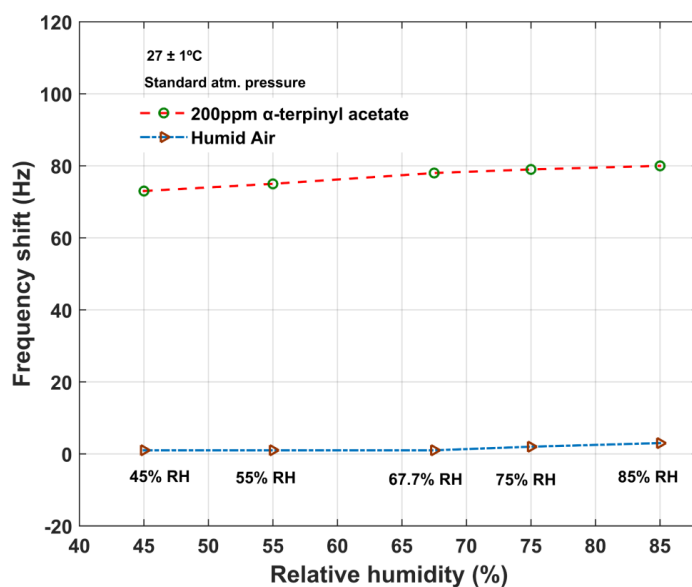 120
100
80
60
40
20
0
-20
Frequency shift (Hz)
27 ± 1ºC
Standard atm. pressure
200ppm α-terpinyl acetate
Humid Air
45% RH
55% RH
67.7% RH
75% RH
85% RH
40 45 50 55 60 65 70 75 80 85
Relative humidity (%)